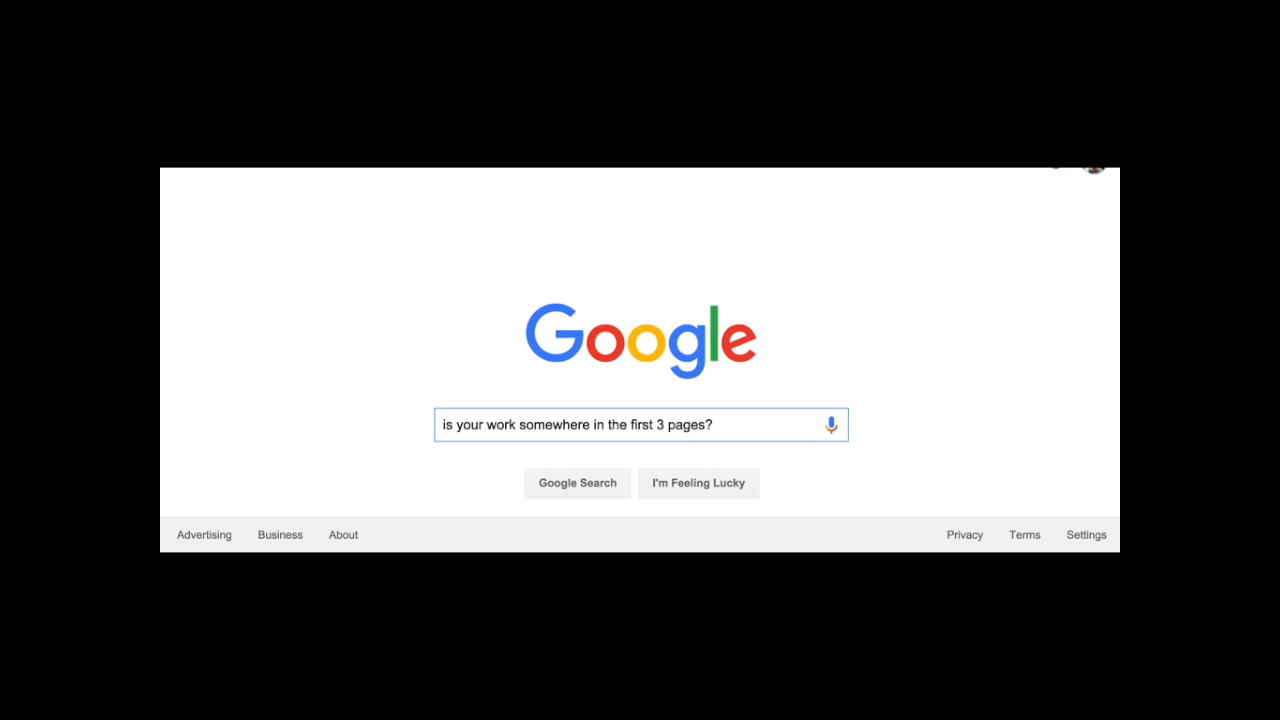 Google
is your work somewhere in the first 3 pages?
Google Search I'm Feeling Lucky
Advertising Business About Privacy Terms Settings